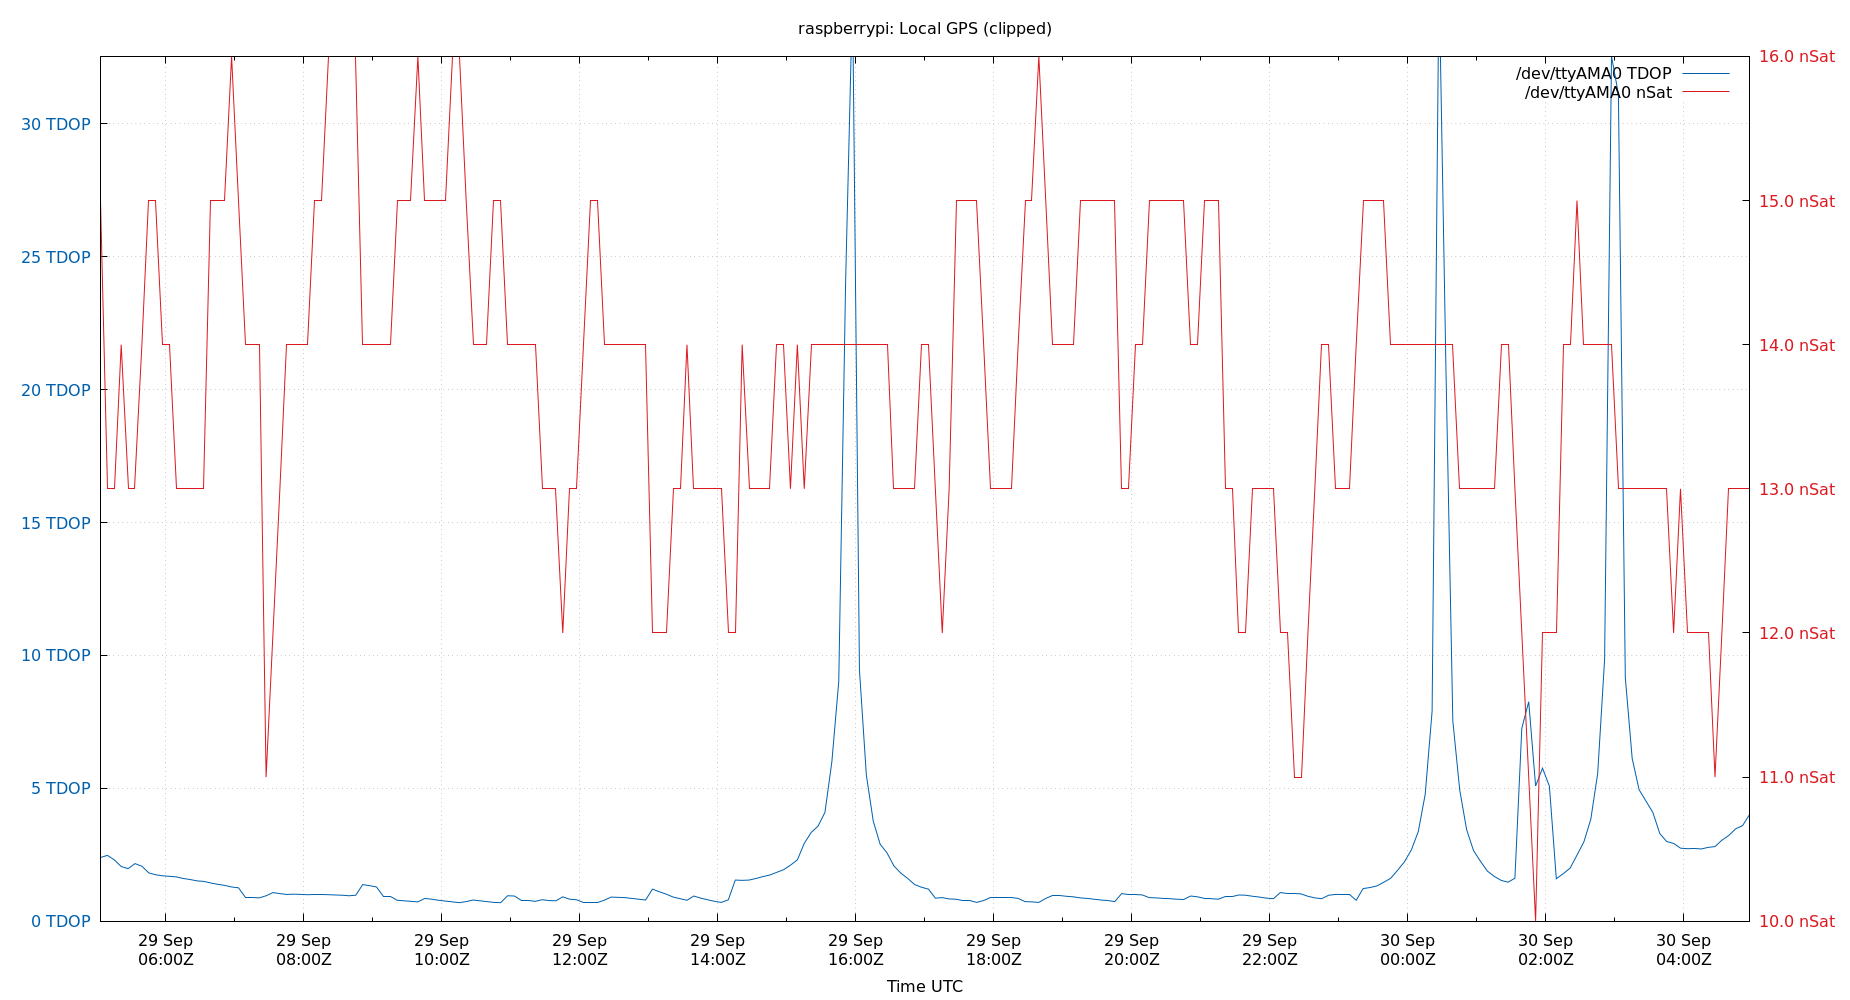 raspberrypi: Local GPS (clipped)
/dev/ttyAMA0 TDOP
/dev/ttyAMA0 nSat
30 TDOP
25 TDOP
20 TDOP
15 TDOP
10 TDOP
5 TDOP
0 TDOP
16.0 nSat
15.0 nSat
14.0 nSat
13.0 nSat
12.0 nSat
11.0 nSat
10.0 nSat
29 Sep
06:00Z
29 Sep
08:00Z
29 Sep
10:00Z
29 Sep
12:00Z
29 Sep
14:00Z
29 Sep
16:00Z
29 Sep
18:00Z
29 Sep
20:00Z
29 Sep
22:00Z
30 Sep
00:00Z
30 Sep
02:00Z
30 Sep
04:00Z
Time UTC